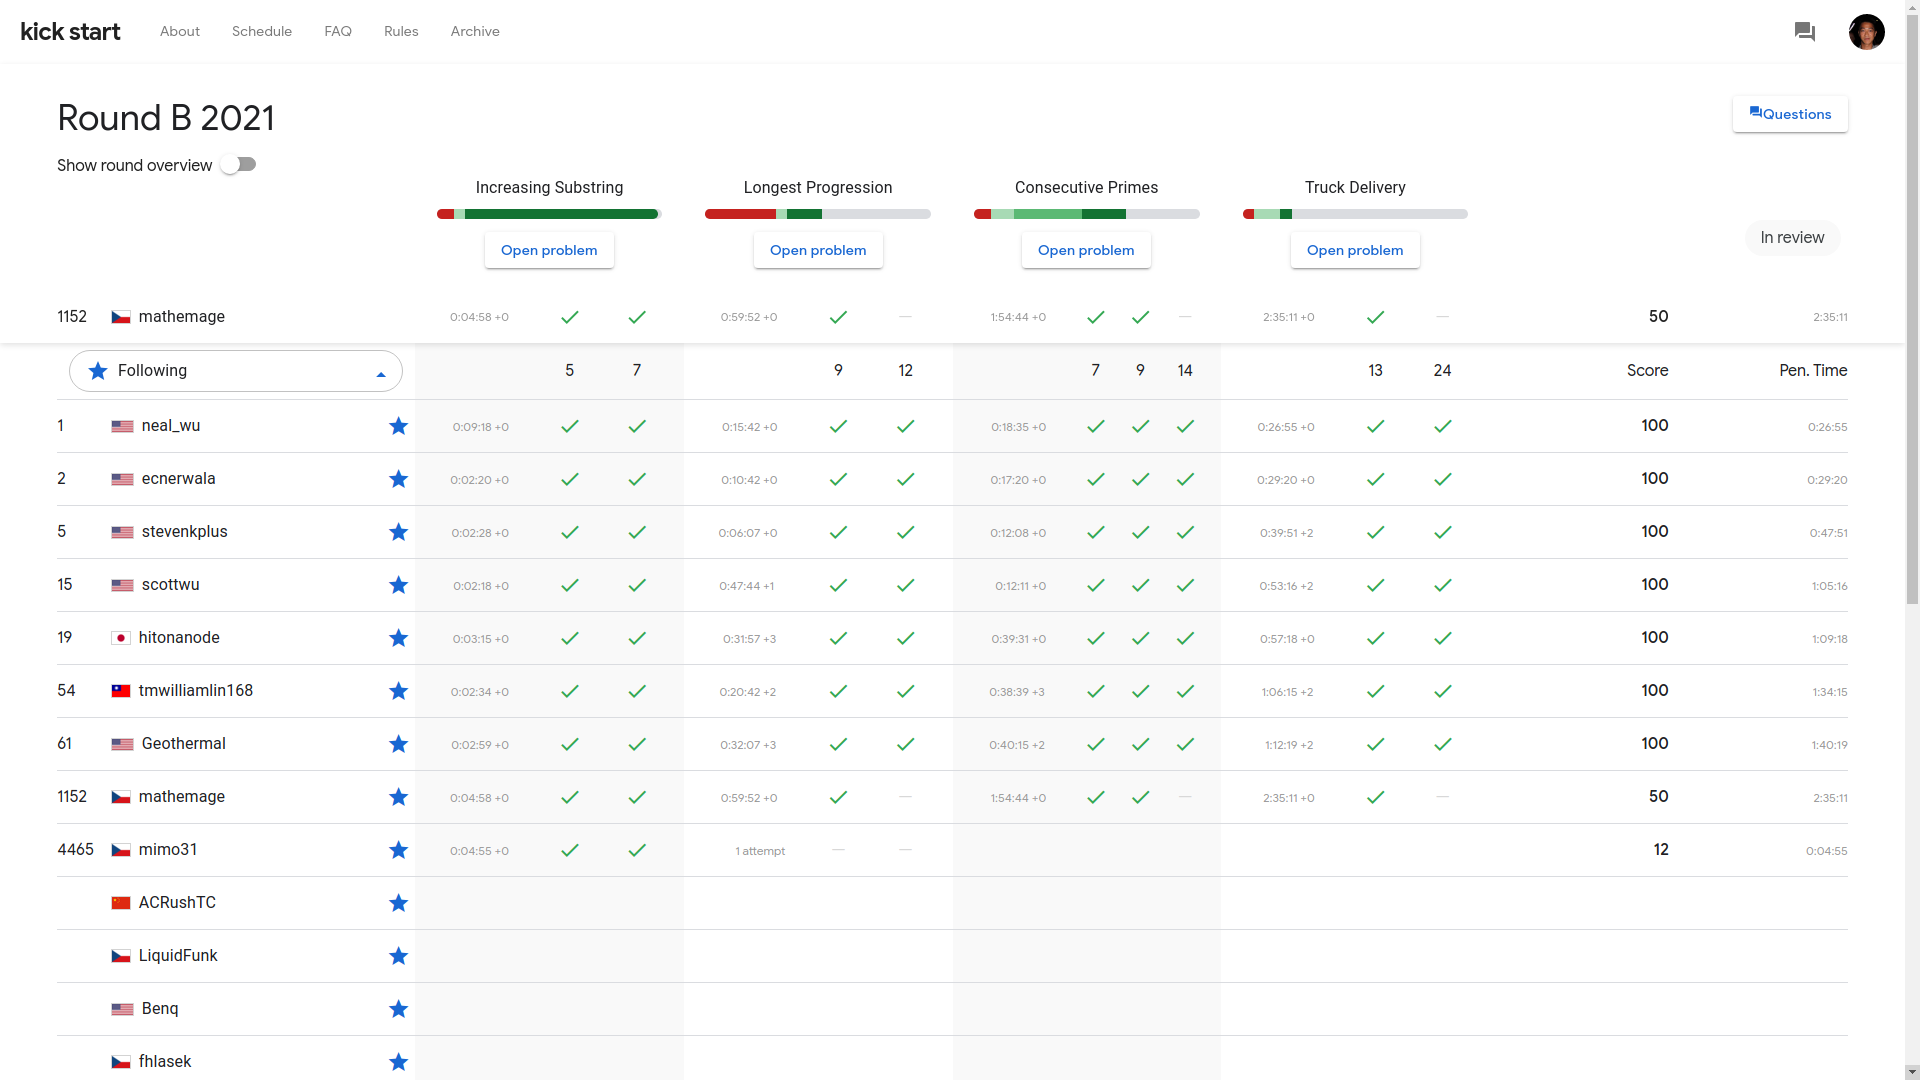 kick start About Schedule FAQ Rules Archive
Round B 2021
Questions
Show round overview
Increasing Substring Longest Progression Consecutive Primes Truck Delivery
Open problem Open problem Open problem Open problem
In review
1152 mathemage 0:04:58 +0 0:59:52 +0 1:54:44 +0 2:35:11 +0 50 2:35:11
Following 5 7 9 12 7 9 14 13 24 Score Pen. Time
1 neal_wu 0:09:18 +0 0:15:42 +0 0:18:35 +0 0:26:55 +0 100 0:26:55
2 ecnerwala 0:02:20 +0 0:10:42 +0 0:17:20 +0 0:29:20 +0 100 0:29:20
5 stevenkplus 0:02:28 +0 0:06:07 +0 0:12:08 +0 0:39:51 +2 100 0:47:51
15 scottwu 0:02:18 +0 0:47:44 +1 0:12:11 +0 0:53:16 +2 100 1:05:16
19 hitonanode 0:03:15 +0 0:31:57 +3 0:39:31 +0 0:57:18 +0 100 1:09:18
54 tmwilliamlin168 0:02:34 +0 0:20:42 +2 0:38:39 +3 1:06:15 +2 100 1:34:15
61 Geothermal 0:02:59 +0 0:32:07 +3 0:40:15 +2 1:12:19 +2 100 1:40:19
1152 mathemage 0:04:58 +0 0:59:52 +0 1:54:44 +0 2:35:11 +0 50 2:35:11
4465 mimo31 0:04:55 +0 1 attempt 12 0:04:55
ACRushTC
LiquidFunk
Benq
fhlasek